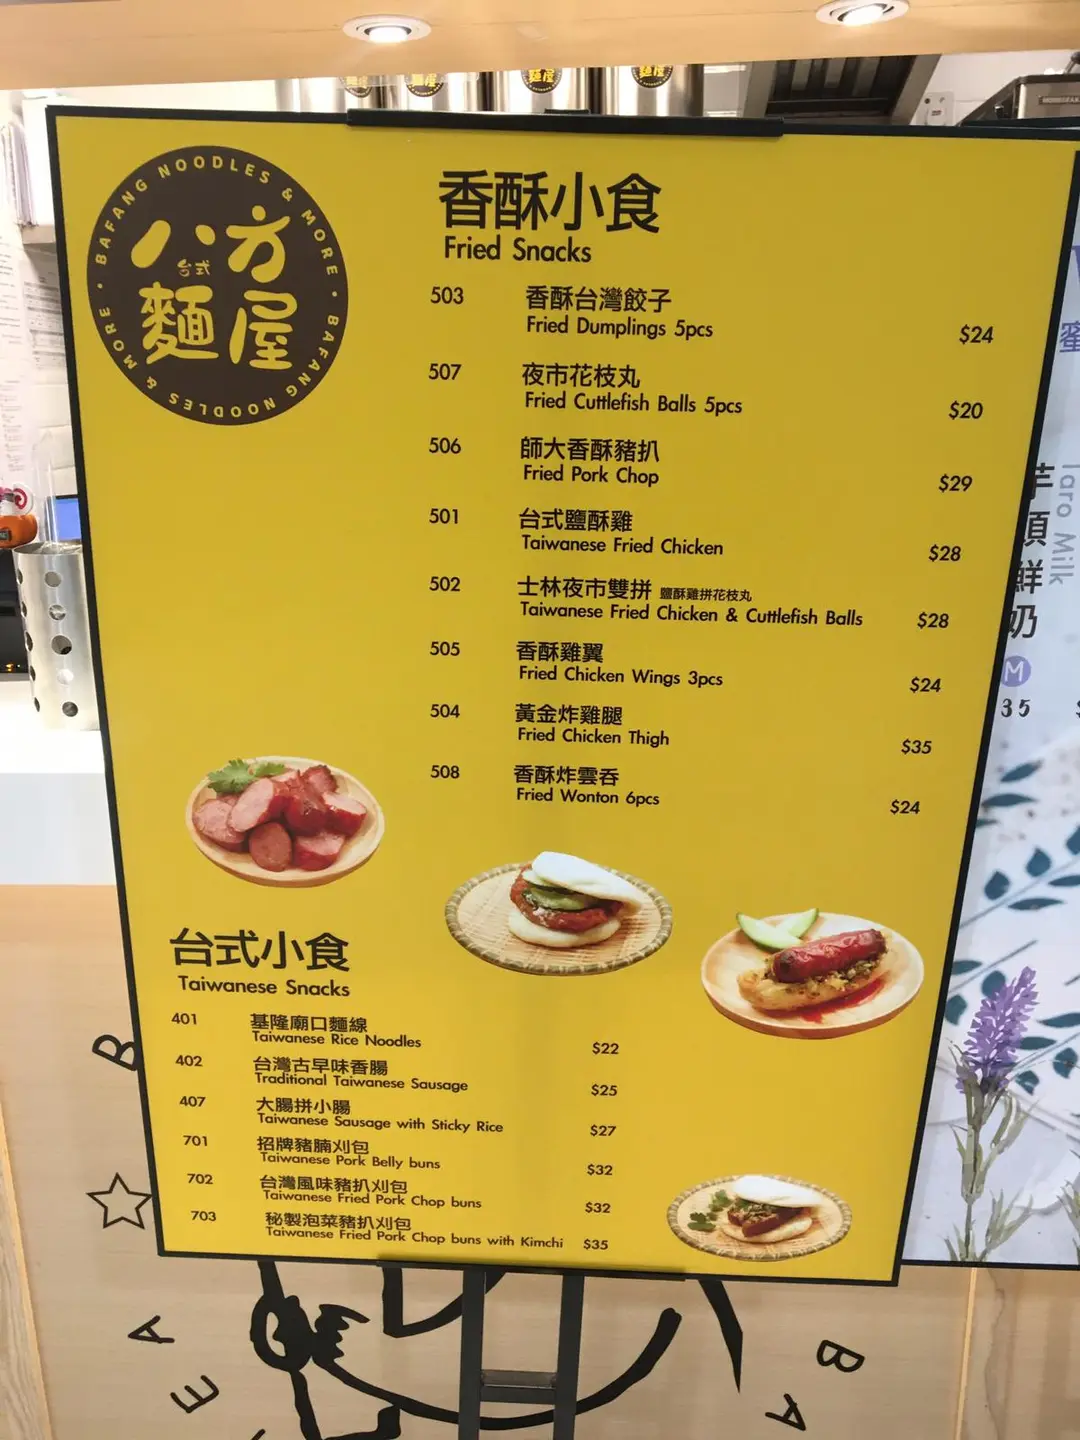 BAFANG NOODLES & MORE · BAFANG NOODLES & MORE ·
八方
台式
麵屋
香酥小食
Fried Snacks
503 香酥台灣餃子
Fried Dumplings 5pcs $24
507 夜市花枝丸
Fried Cuttlefish Balls 5pcs $20
506 師大香酥豬扒
Fried Pork Chop $29
501 台式鹽酥雞
Taiwanese Fried Chicken $28
502 士林夜市雙拼 鹽酥雞拼花枝丸
Taiwanese Fried Chicken & Cuttlefish Balls $28
505 香酥雞翼
Fried Chicken Wings 3pcs $24
504 黃金炸雞腿
Fried Chicken Thigh $35
508 香酥炸雲吞
Fried Wonton 6pcs $24
台式小食
Taiwanese Snacks
401 基隆廟口麵線
Taiwanese Rice Noodles $22
402 台灣古早味香腸
Traditional Taiwanese Sausage $25
407 大腸拼小腸
Taiwanese Sausage with Sticky Rice $27
701 招牌豬腩刈包
Taiwanese Pork Belly buns $32
702 台灣風味豬扒刈包
Taiwanese Fried Pork Chop buns $32
703 秘製泡菜豬扒刈包
Taiwanese Fried Pork Chop buns with Kimchi $35
芋頭鮮奶
Taro Milk
M
35
B
A
E
B
A